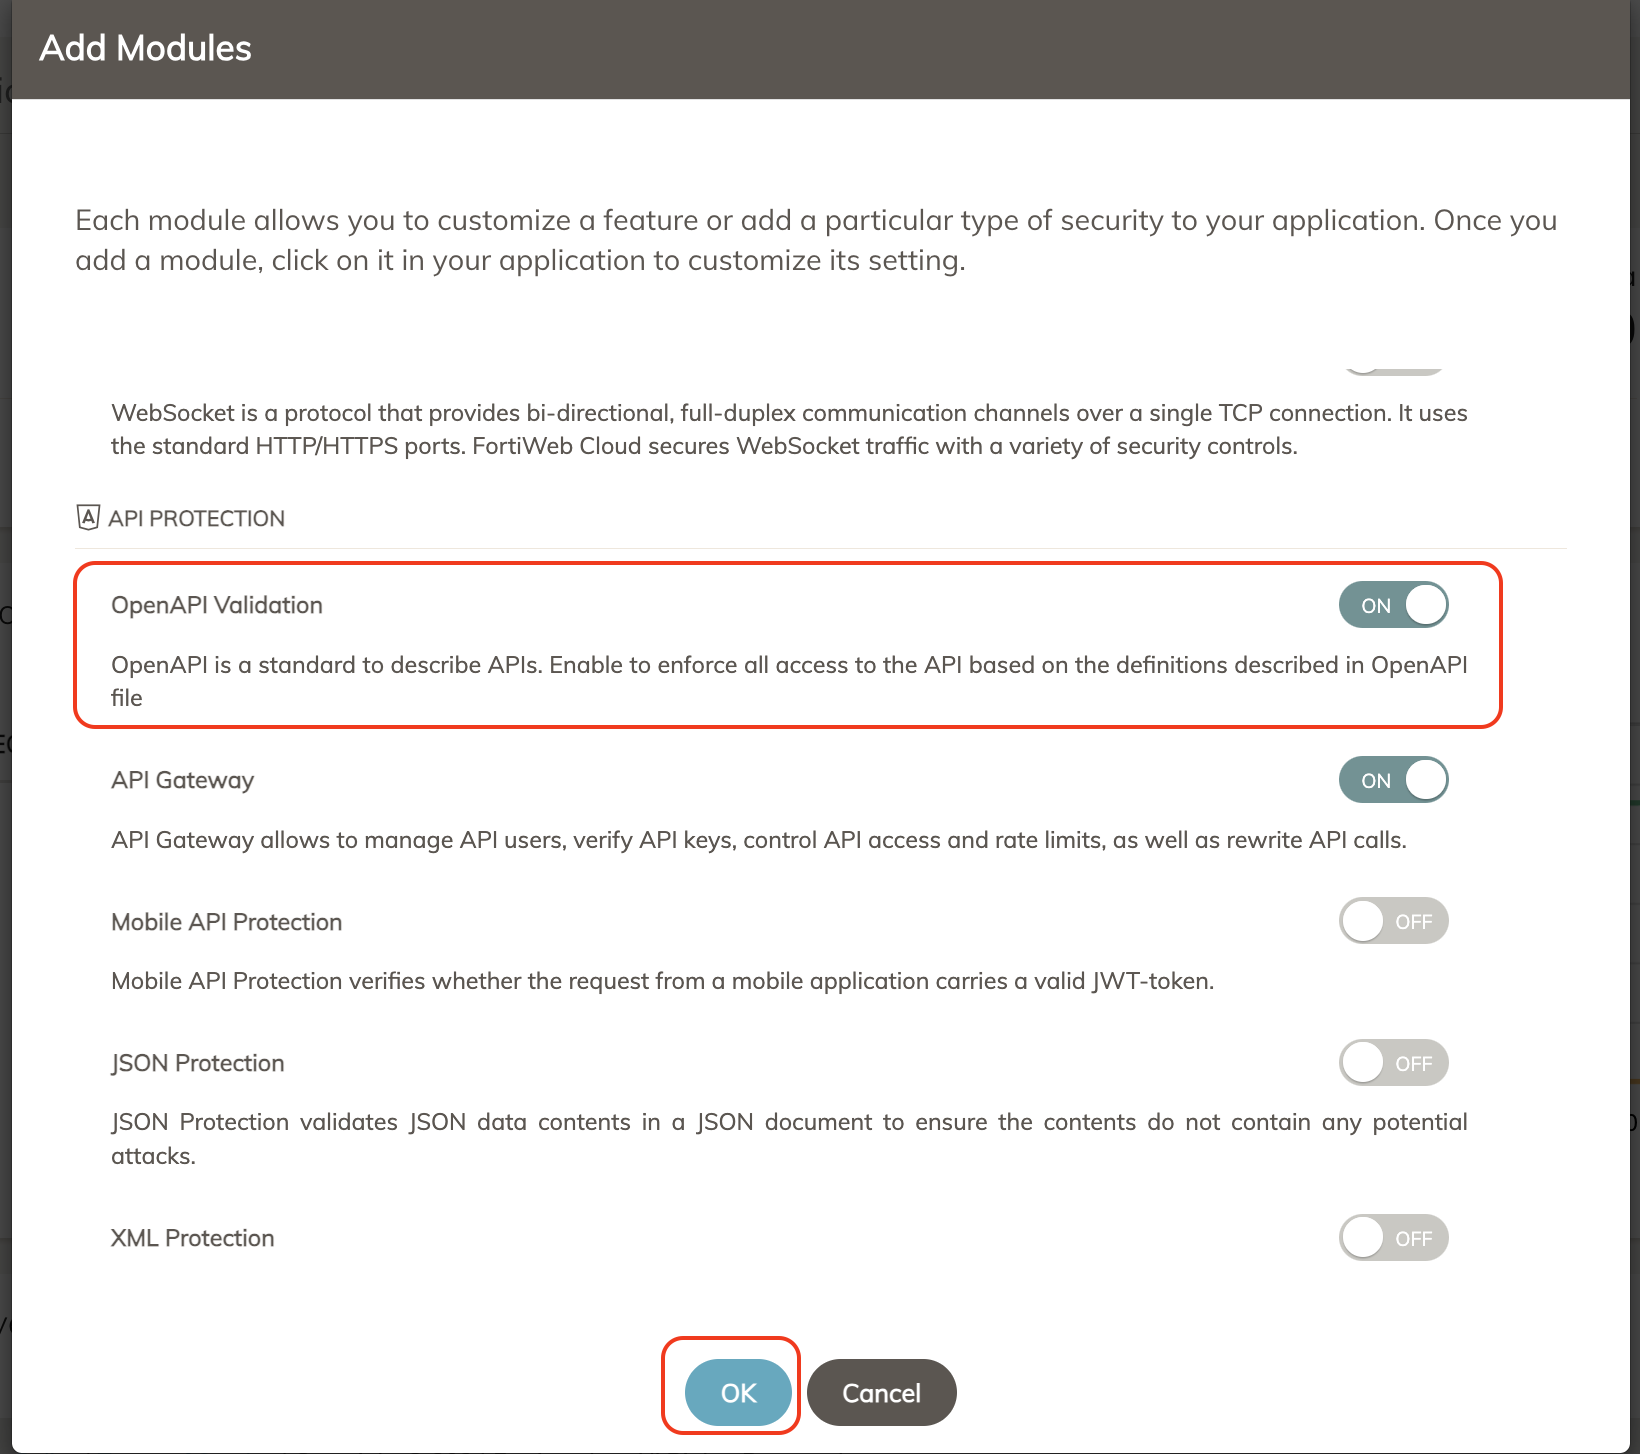 Add Modules
Each module allows you to customize a feature or add a particular type of security to your application. Once you
add a module, click on it in your application to customize its setting.
WebSocket is a protocol that provides bi-directional, full-duplex communication channels over a single TCP connection. It uses
the standard HTTP/HTTPS ports. FortiWeb Cloud secures WebSocket traffic with a variety of security controls.
API PROTECTION
OpenAPI Validation
ON
OpenAPI is a standard to describe APIs. Enable to enforce all access to the API based on the definitions described in OpenAPI
file
API Gateway
ON
API Gateway allows to manage API users, verify API keys, control API access and rate limits, as well as rewrite API calls.
Mobile API Protection
OFF
Mobile API Protection verifies whether the request from a mobile application carries a valid JWT-token.
JSON Protection
OFF
JSON Protection validates JSON data contents in a JSON document to ensure the contents do not contain any potential
attacks.
XML Protection
OFF
OK
Cancel